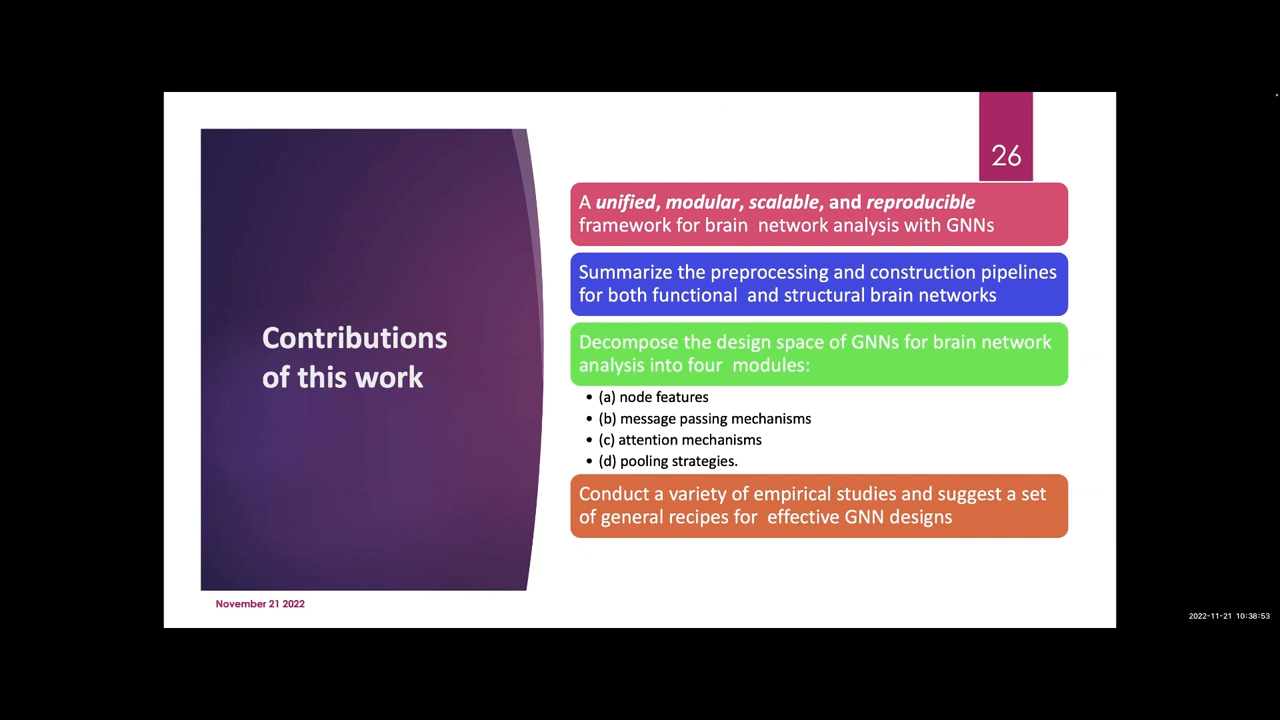 26
Contributions
of this work
A unified, modular, scalable, and reproducible
framework for brain network analysis with GNNs
Summarize the preprocessing and construction pipelines
for both functional and structural brain networks
Decompose the design space of GNNs for brain network
analysis into four modules:
• (a) node features
• (b) message passing mechanisms
• (c) attention mechanisms
• (d) pooling strategies.
Conduct a variety of empirical studies and suggest a set
of general recipes for effective GNN designs
November 21 2022
2022-11-21 10:38:53